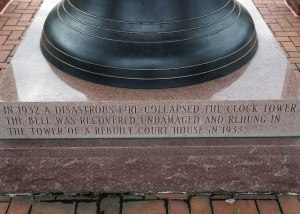 IN 1932 A DISASTROUS FIRE COLLAPSED THE CLOCK TOWER
THE BELL WAS RECOVERED UNDAMAGED AND REHUNG IN
THE TOWER OF A REBUILT COURT HOUSE IN 1933